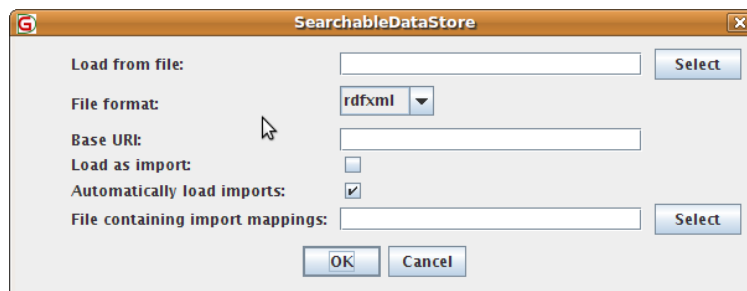 G SearchableDataStore
Load from file: Select
File format: rdfxml
Base URI:
Load as import:
Automatically load imports:
File containing import mappings: Select
OK Cancel